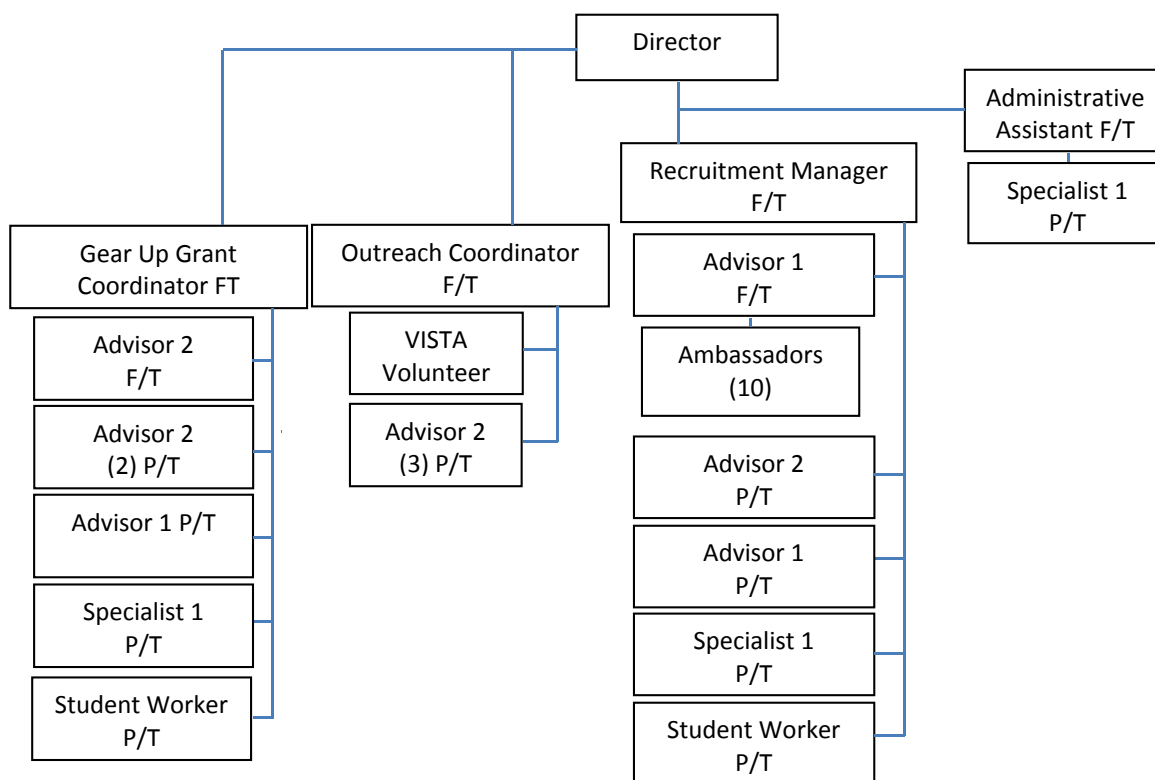 Director
Administrative
Assistant F/T
Recruitment Manager
F/T
Specialist 1
P/T
Gear Up Grant
Coordinator FT
Advisor 2
F/T
Advisor 2
(2) P/T
Advisor 1 P/T
Specialist 1
P/T
Student Worker
P/T
Outreach Coordinator
F/T
VISTA
Volunteer
Advisor 2
(3) P/T
Advisor 1
F/T
Ambassadors
(10)
Advisor 2
P/T
Advisor 1
P/T
Specialist 1
P/T
Student Worker
P/T